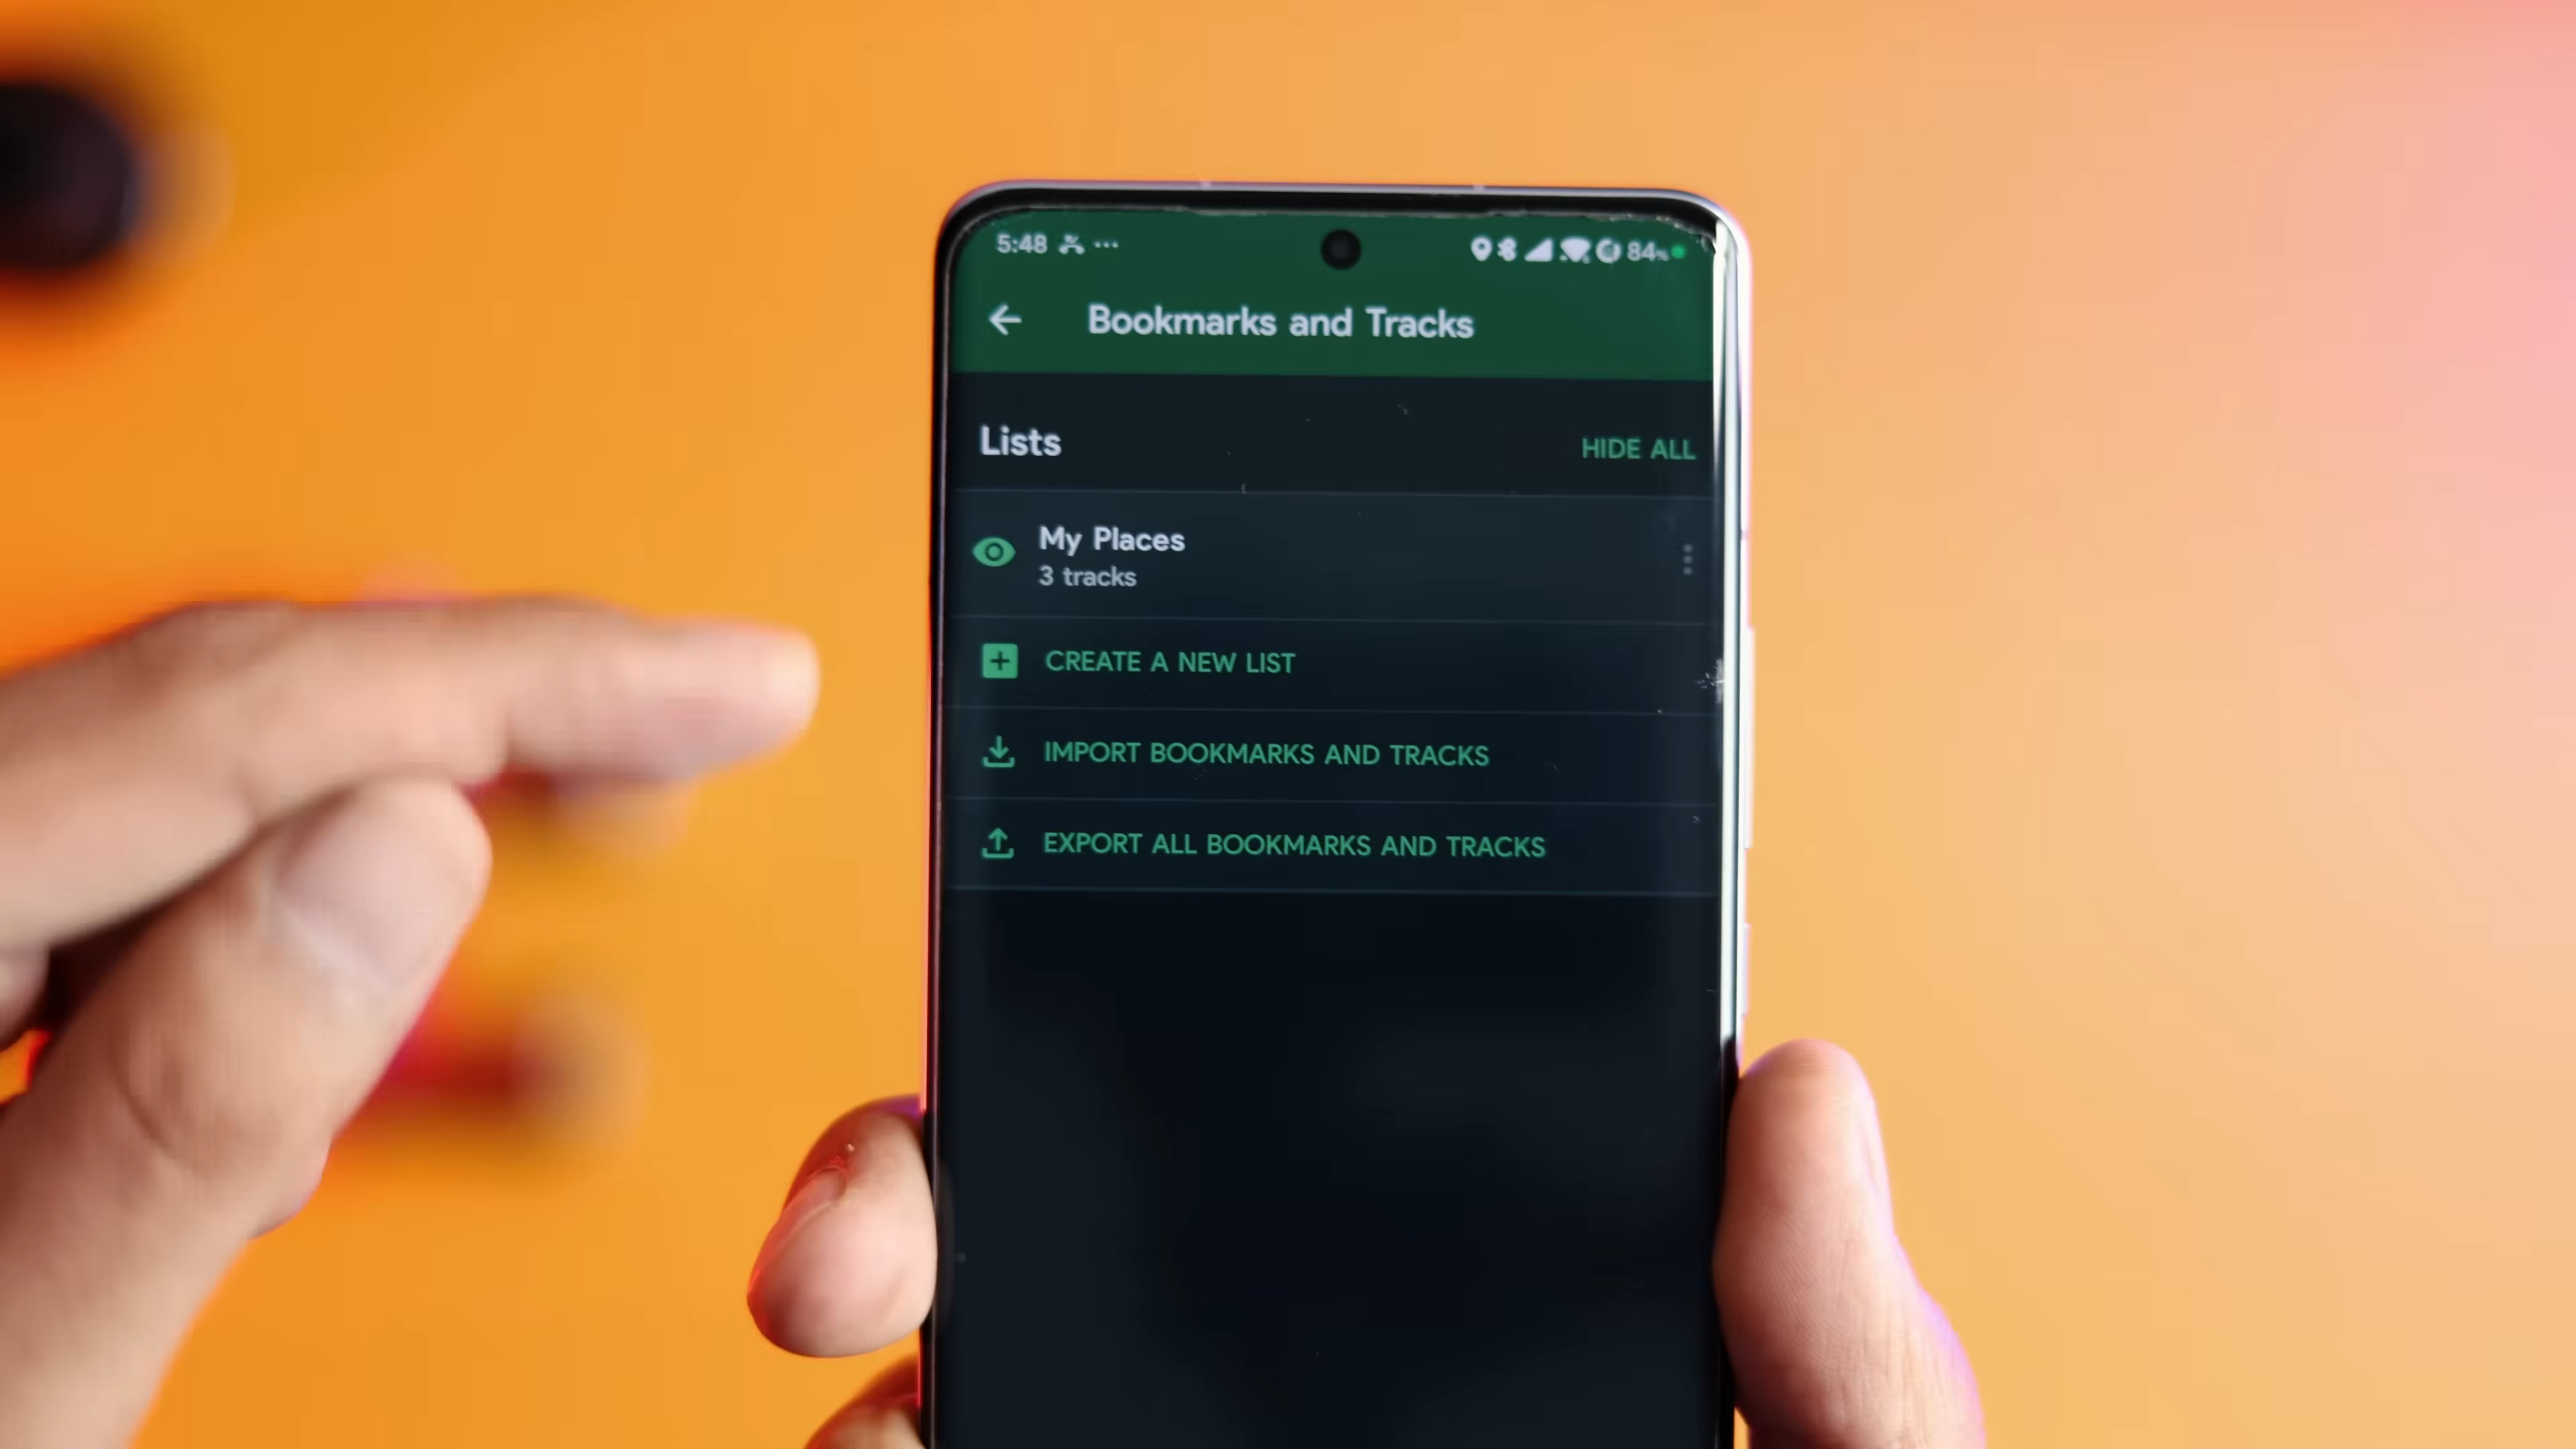 5:48
84%
Bookmarks and Tracks
Lists
HIDE ALL
My Places
3 tracks
CREATE A NEW LIST
IMPORT BOOKMARKS AND TRACKS
EXPORT ALL BOOKMARKS AND TRACKS